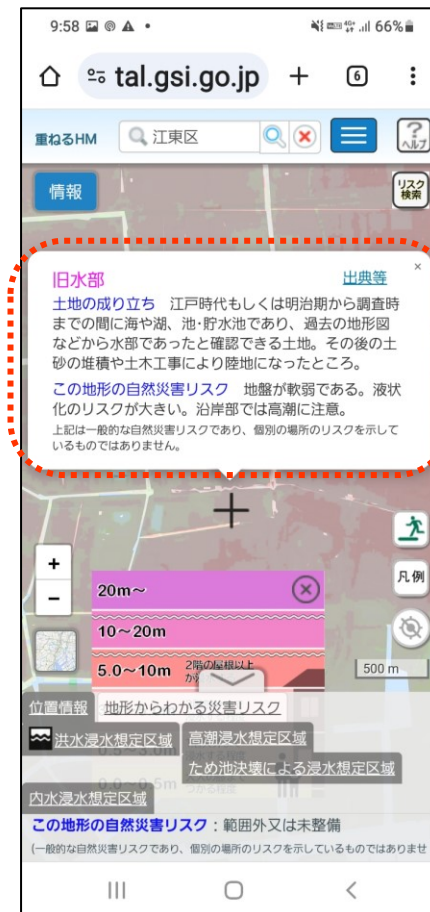 9:58
66%
tal.gsi.go.jp
6
重ねるHM
江東区
ヘルプ
情報
リスク
検索
旧水部
出典等
×
土地の成り立ち 江戸時代もしくは明治期から調査時
までの間に海や湖、池・貯水池であり、過去の地形図
などから水部であったと確認できる土地。その後の土
砂の堆積や土木工事により陸地になったところ。
この地形の自然災害リスク 地盤が軟弱である。液状
化のリスクが大きい。沿岸部では高潮に注意。
上記は一般的な自然災害リスクであり、個別の場所のリスクを示して
いるものではありません。
+
−
凡例
20m～
10～20m
5.0～10m
2階の屋根以上
500 m
位置情報
地形からわかる災害リスク
洪水浸水想定区域
高潮浸水想定区域
ため池決壊による浸水想定区域
内水浸水想定区域
この地形の自然災害リスク：範囲外又は未整備
(一般的な自然災害リスクであり、個別の場所のリスクを示しているものではありませ